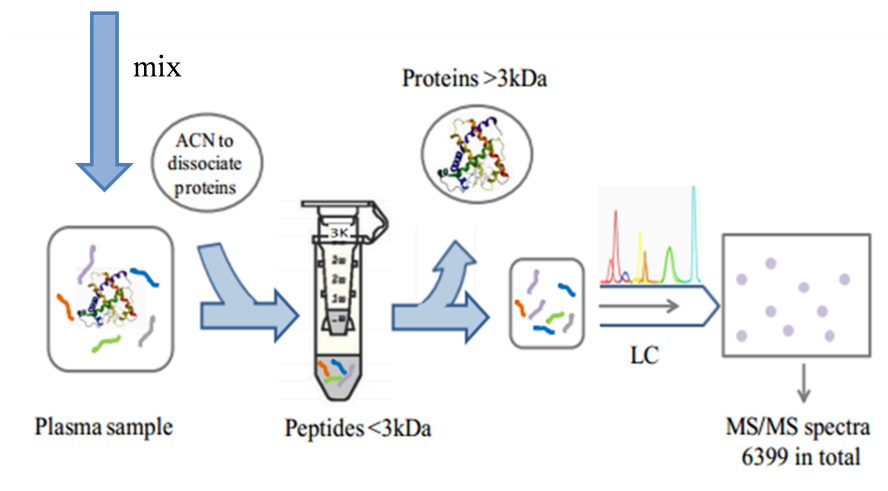 mix
Proteins >3kDa
ACN to
dissociate
proteins
3K
Plasma sample
Peptides <3kDa
LC
MS/MS spectra
6399 in total